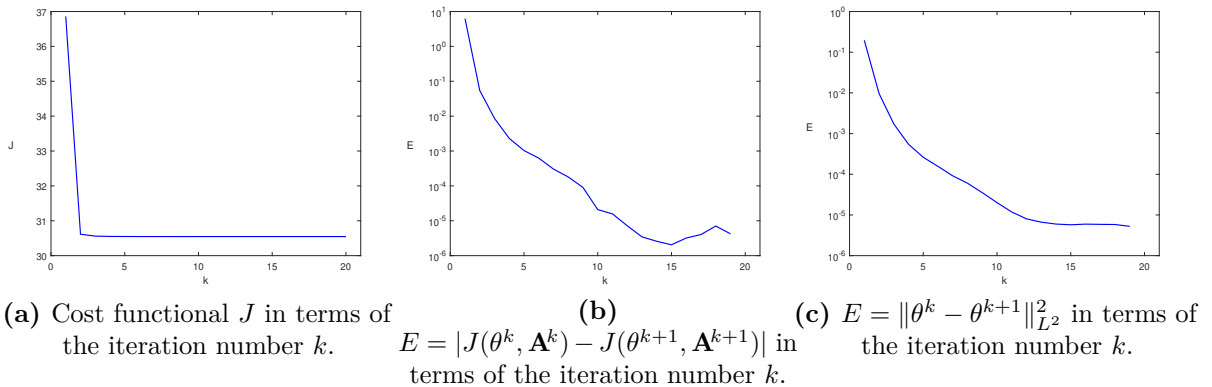 37
36
35
34
33
32
31
30
J
0
5
10
15
20
k
10^1
10^0
10^-1
10^-2
10^-3
10^-4
10^-5
10^-6
E
0
5
10
15
20
k
10^0
10^-1
10^-2
10^-3
10^-4
10^-5
10^-6
E
0
5
10
15
20
k
(a) Cost functional J in terms of
the iteration number k.
(b)
E = |J(θ^k, A^k) − J(θ^{k+1}, A^{k+1})| in
terms of the iteration number k.
(c) E = ‖θ^k − θ^{k+1}‖^2_{L^2} in terms of
the iteration number k.